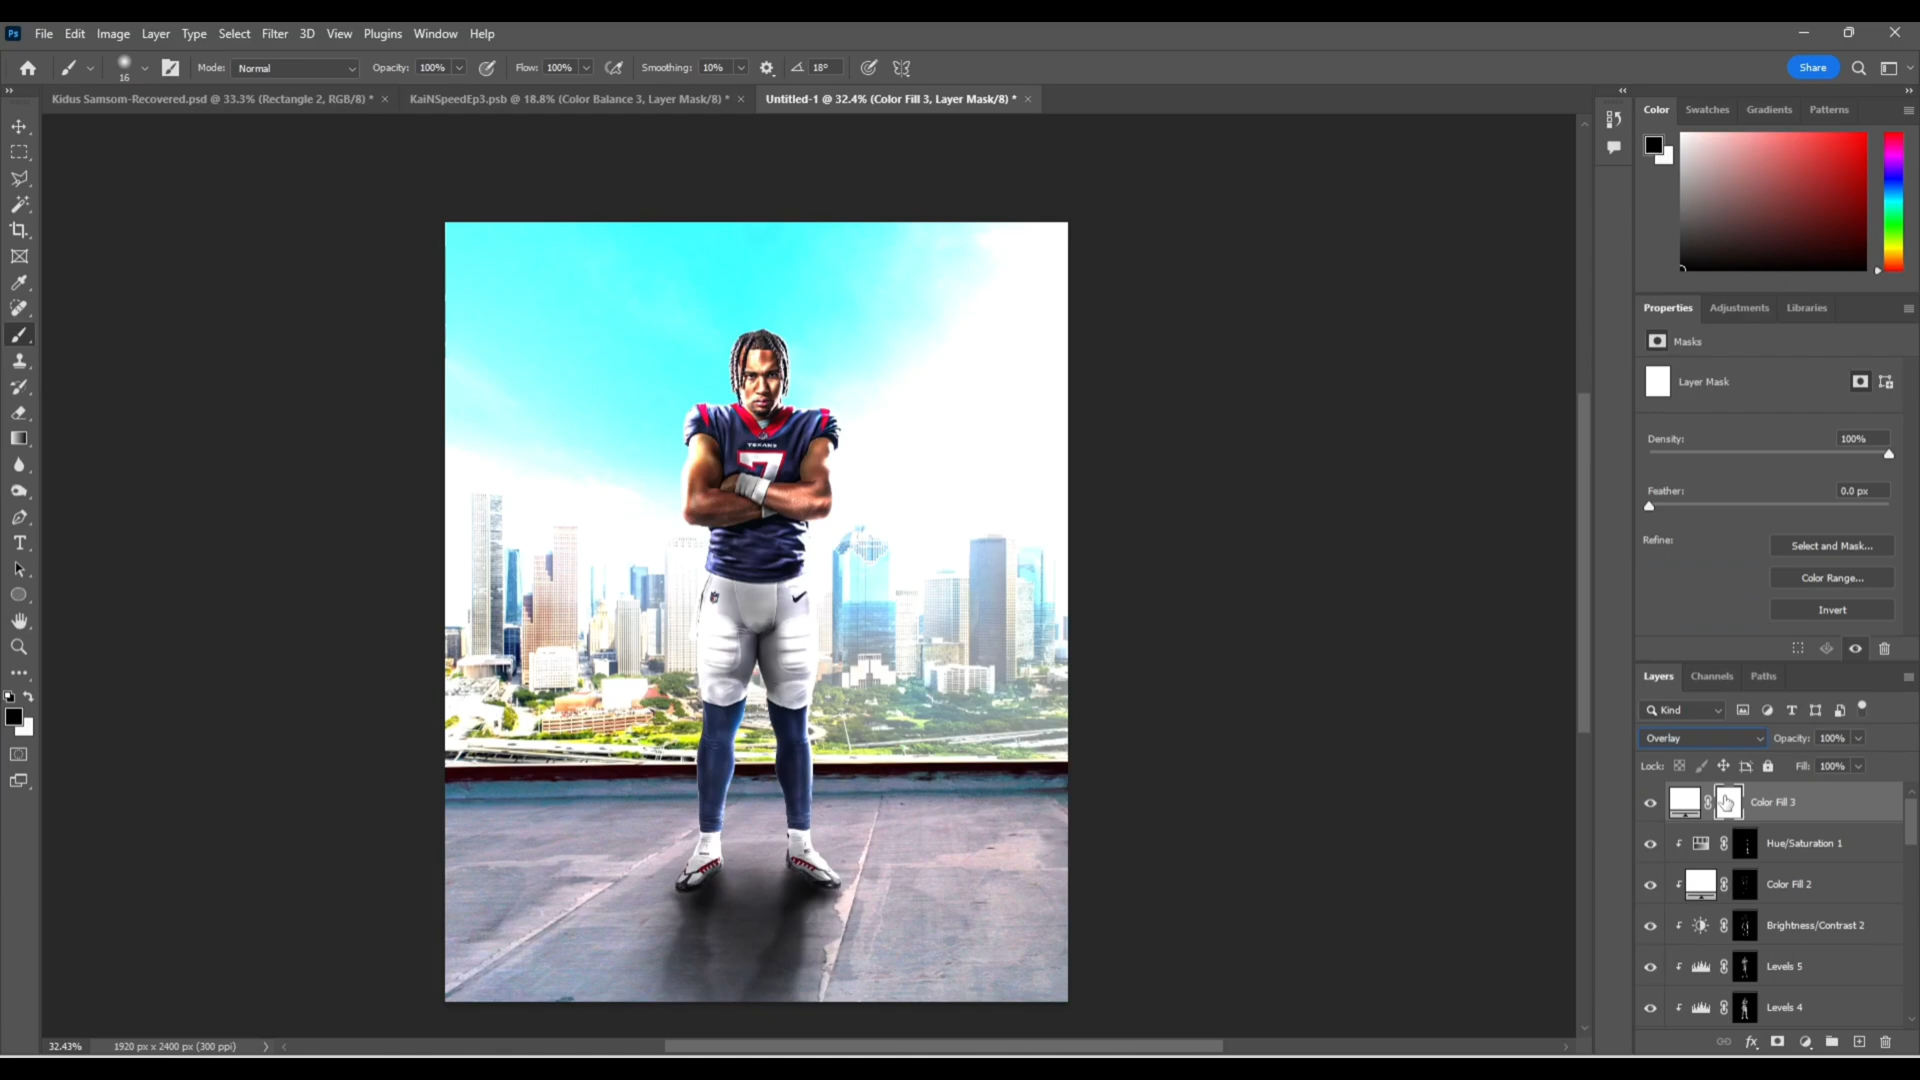 Ps File Edit Image Layer Type Select Filter 3D View Plugins Window Help
16 Mode: Normal Opacity: 100% Flow: 100% Smoothing: 10% 18° Share
Kidus Samsom-Recovered.psd @ 33.3% (Rectangle 2, RGB/8) * × KaiNSpeedEp3.psb @ 18.8% (Color Balance 3, Layer Mask/8) * × Untitled-1 @ 32.4% (Color Fill 3, Layer Mask/8) * ×
Color Swatches Gradients Patterns
Properties Adjustments Libraries
Masks
Layer Mask
Density: 100%
Feather: 0.0 px
Refine: Select and Mask...
Color Range...
Invert
TEXANS
7
Layers Channels Paths
Kind
Overlay Opacity: 100%
Lock: Fill: 100%
Color Fill 3
Hue/Saturation 1
Color Fill 2
Brightness/Contrast 2
Levels 5
Levels 4
fx
32.43% 1920 px x 2400 px (300 ppi)